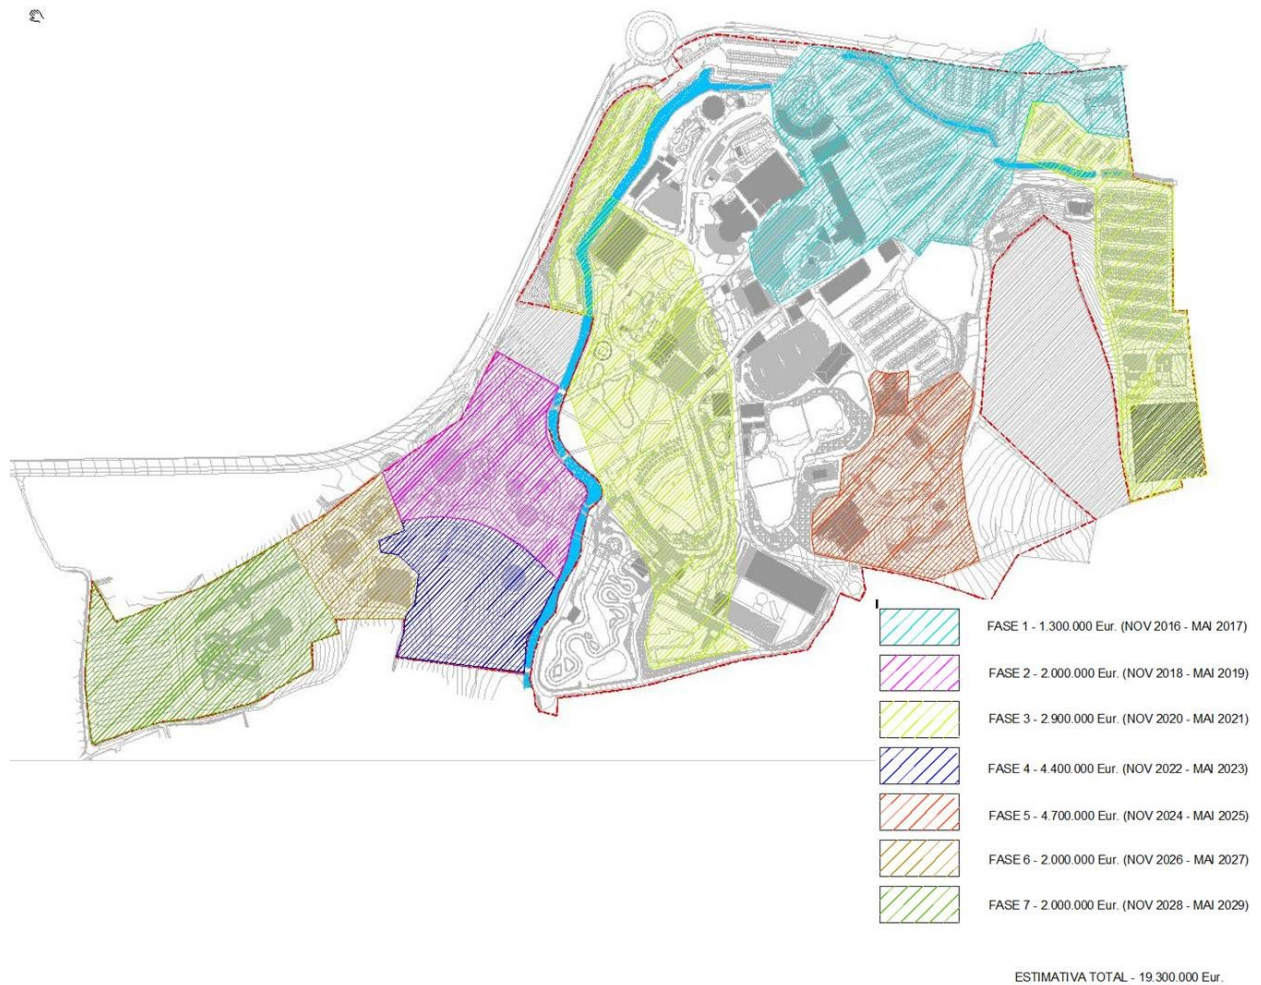 FASE 1 - 1.300.000 Eur. (NOV 2016 - MAI 2017)
FASE 2 - 2.000.000 Eur. (NOV 2018 - MAI 2019)
FASE 3 - 2.900.000 Eur. (NOV 2020 - MAI 2021)
FASE 4 - 4.400.000 Eur. (NOV 2022 - MAI 2023)
FASE 5 - 4.700.000 Eur. (NOV 2024 - MAI 2025)
FASE 6 - 2.000.000 Eur. (NOV 2026 - MAI 2027)
FASE 7 - 2.000.000 Eur. (NOV 2028 - MAI 2029)
ESTIMATIVA TOTAL - 19.300.000 Eur.